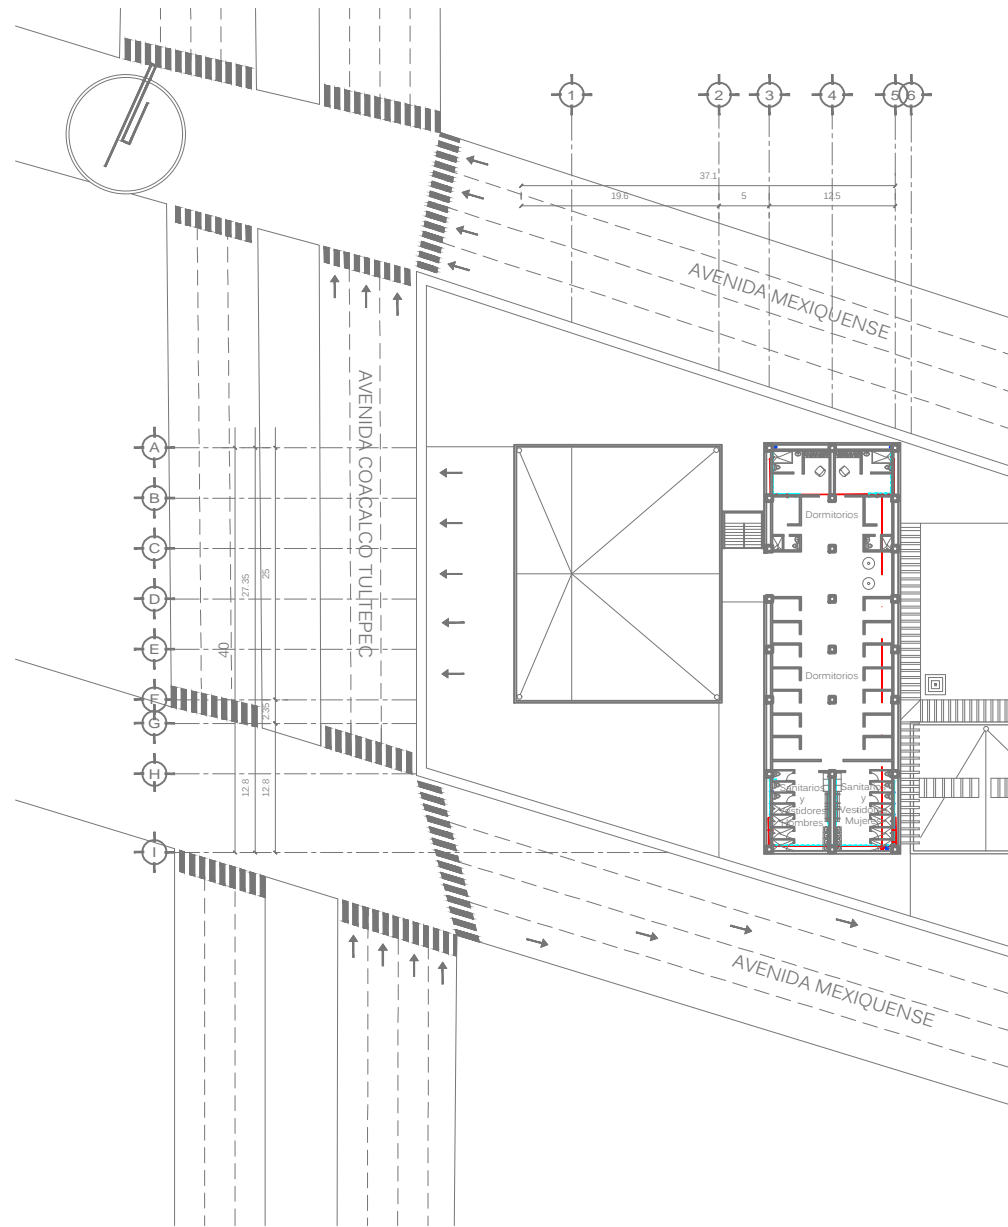 1 2 3 4 5 6
37.1
19.6 5 12.5
AVENIDA MEXIQUENSE
AVENIDA COACALCO TULTEPEC
A
B
C
D
E
F
G
H
I
25
27.35
40
2.35
12.8
12.8
Dormitorios
Dormitorios
Sanitarios
y
Vestidores
Hombres
Sanitarios
y
Vestidores
Mujeres
AVENIDA MEXIQUENSE